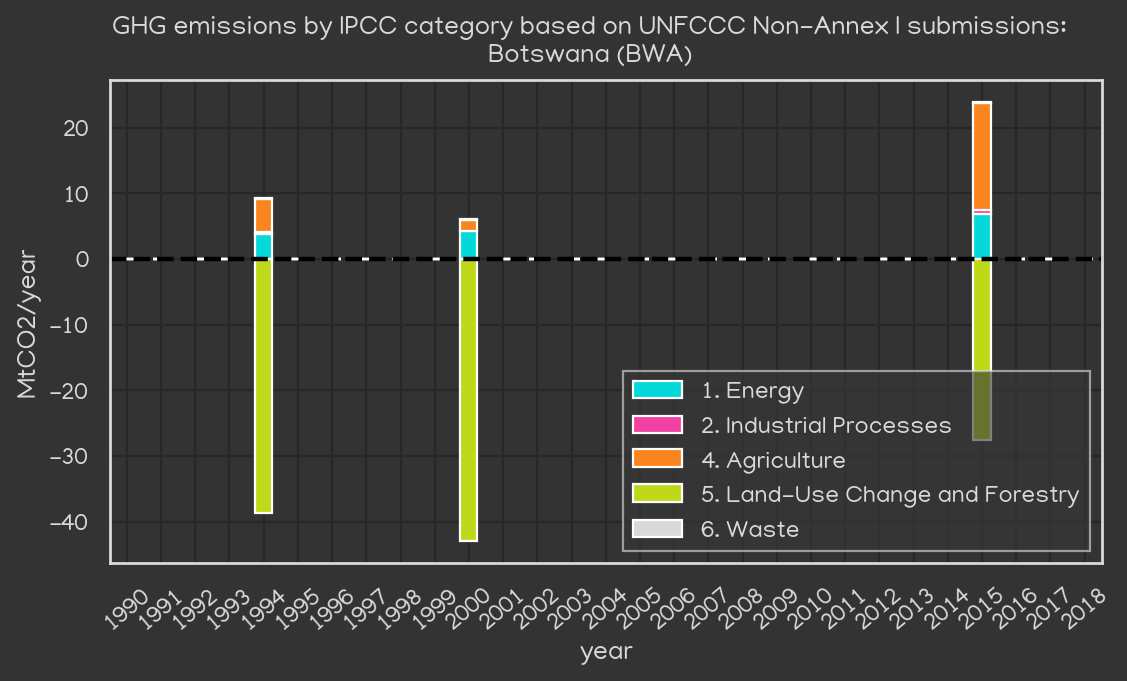 GHG emissions by IPCC category based on UNFCCC Non-Annex I submissions:
Botswana (BWA)
MtCO2/year
20
10
0
−10
−20
−30
−40
1. Energy
2. Industrial Processes
4. Agriculture
5. Land-Use Change and Forestry
6. Waste
1990 1991 1992 1993 1994 1995 1996 1997 1998 1999 2000 2001 2002 2003 2004 2005 2006 2007 2008 2009 2010 2011 2012 2013 2014 2015 2016 2017 2018
year